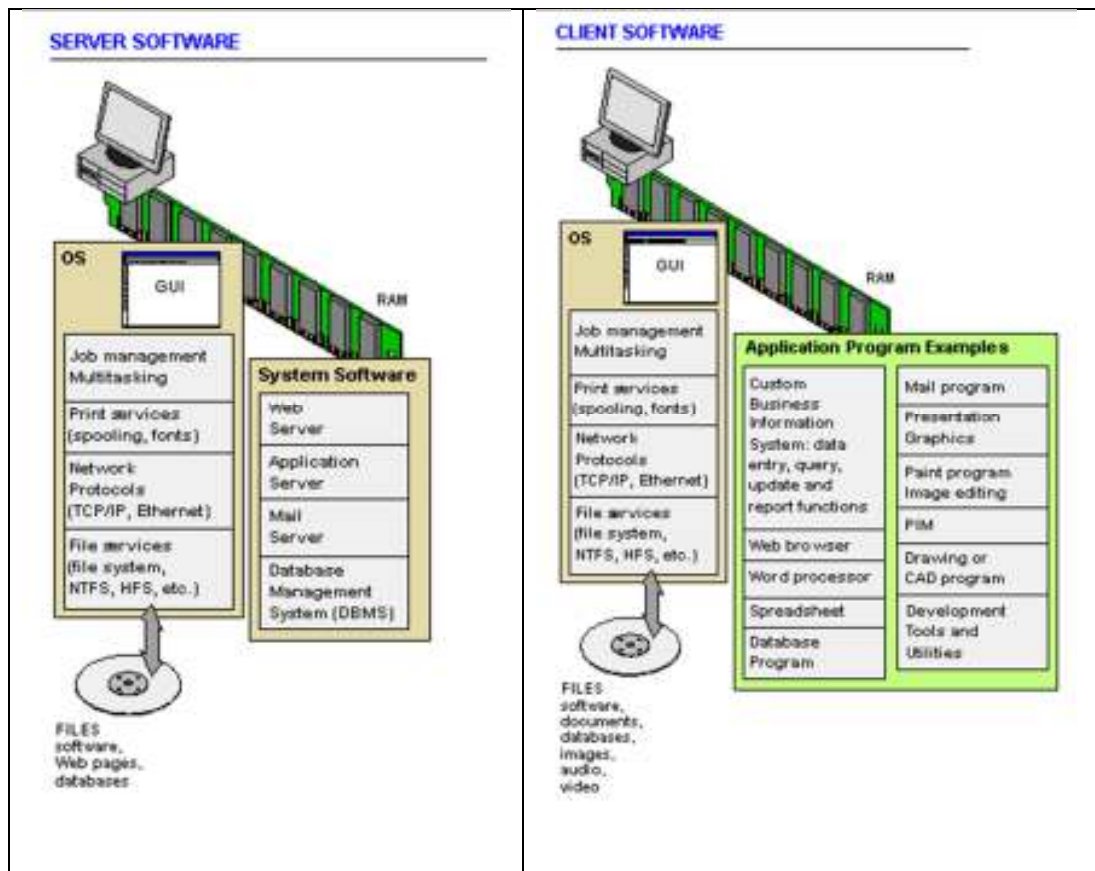 SERVER SOFTWARE
OS
GUI
RAM
Job management
Multitasking
Print services
(spooling, fonts)
Network
Protocols
(TCP/IP, Ethernet)
File services
(file system,
NTFS, HFS, etc.)
System Software
Web
Server
Application
Server
Mail
Server
Database
Management
System (DBMS)
FILES
software,
Web pages,
databases
CLIENT SOFTWARE
OS
GUI
RAM
Job management
Multitasking
Print services
(spooling, fonts)
Network
Protocols
(TCP/IP, Ethernet)
File services
(file system,
NTFS, HFS, etc.)
Application Program Examples
Custom
Business
Information
System: data
entry, query,
update and
report functions
Web browser
Word processor
Spreadsheet
Database
Program
Mail program
Presentation
Graphics
Paint program
Image editing
PIM
Drawing or
CAD program
Development
Tools and
Utilities
FILES
software,
documents,
databases,
images,
audio,
video